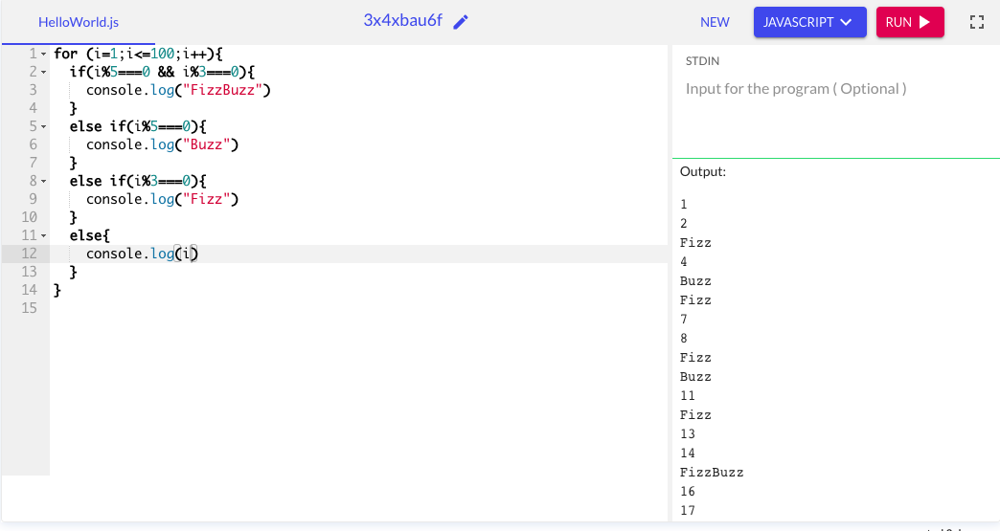 HelloWorld.js
3x4xbau6f
NEW
JAVASCRIPT
RUN
1 for (i=1;i<=100;i++){
2 if(i%5===0 && i%3===0){
3 console.log("FizzBuzz")
4 }
5 else if(i%5===0){
6 console.log("Buzz")
7 }
8 else if(i%3===0){
9 console.log("Fizz")
10 }
11 else{
12 console.log(i)
13 }
14 }
15
STDIN
Input for the program ( Optional )
Output:
1
2
Fizz
4
Buzz
Fizz
7
8
Fizz
Buzz
11
Fizz
13
14
FizzBuzz
16
17